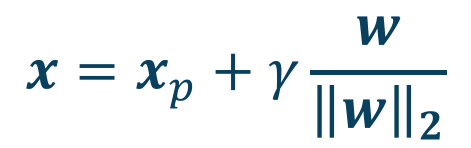 x = x_p + γ w / ‖w‖₂